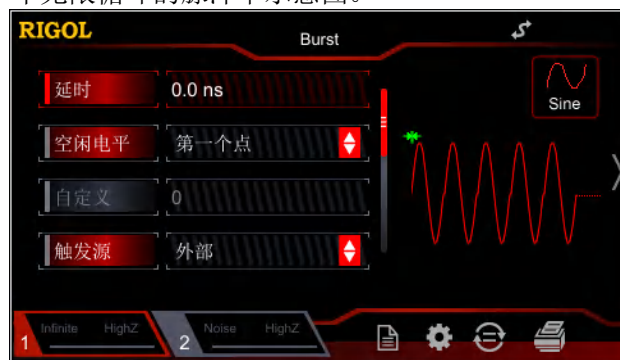 RIGOL
Burst
延时 0.0 ns
Sine
空闲电平 第一个点
自定义 0
触发源 外部
1 Infinite HighZ
2 Noise HighZ